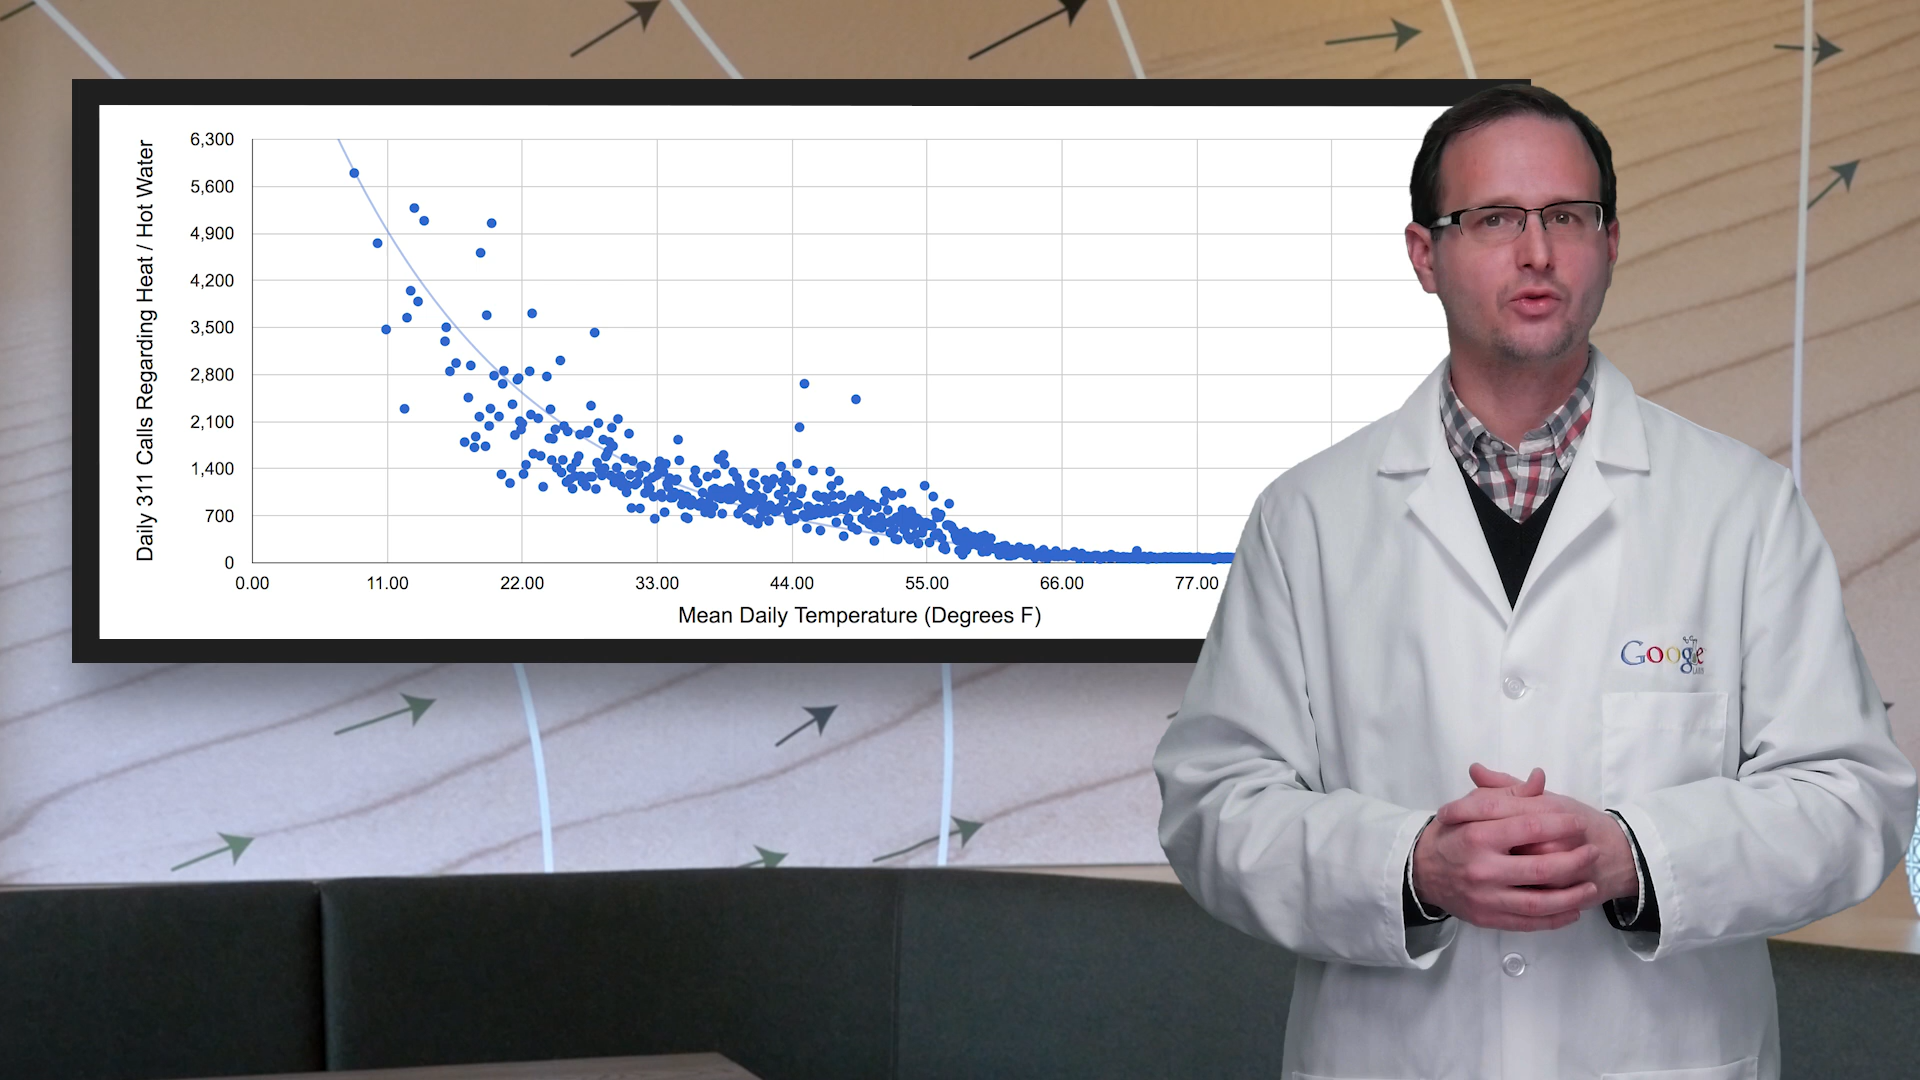 Daily 311 Calls Regarding Heat / Hot Water
6,300
5,600
4,900
4,200
3,500
2,800
2,100
1,400
700
0
0.00 11.00 22.00 33.00 44.00 55.00 66.00 77.00
Mean Daily Temperature (Degrees F)
Google